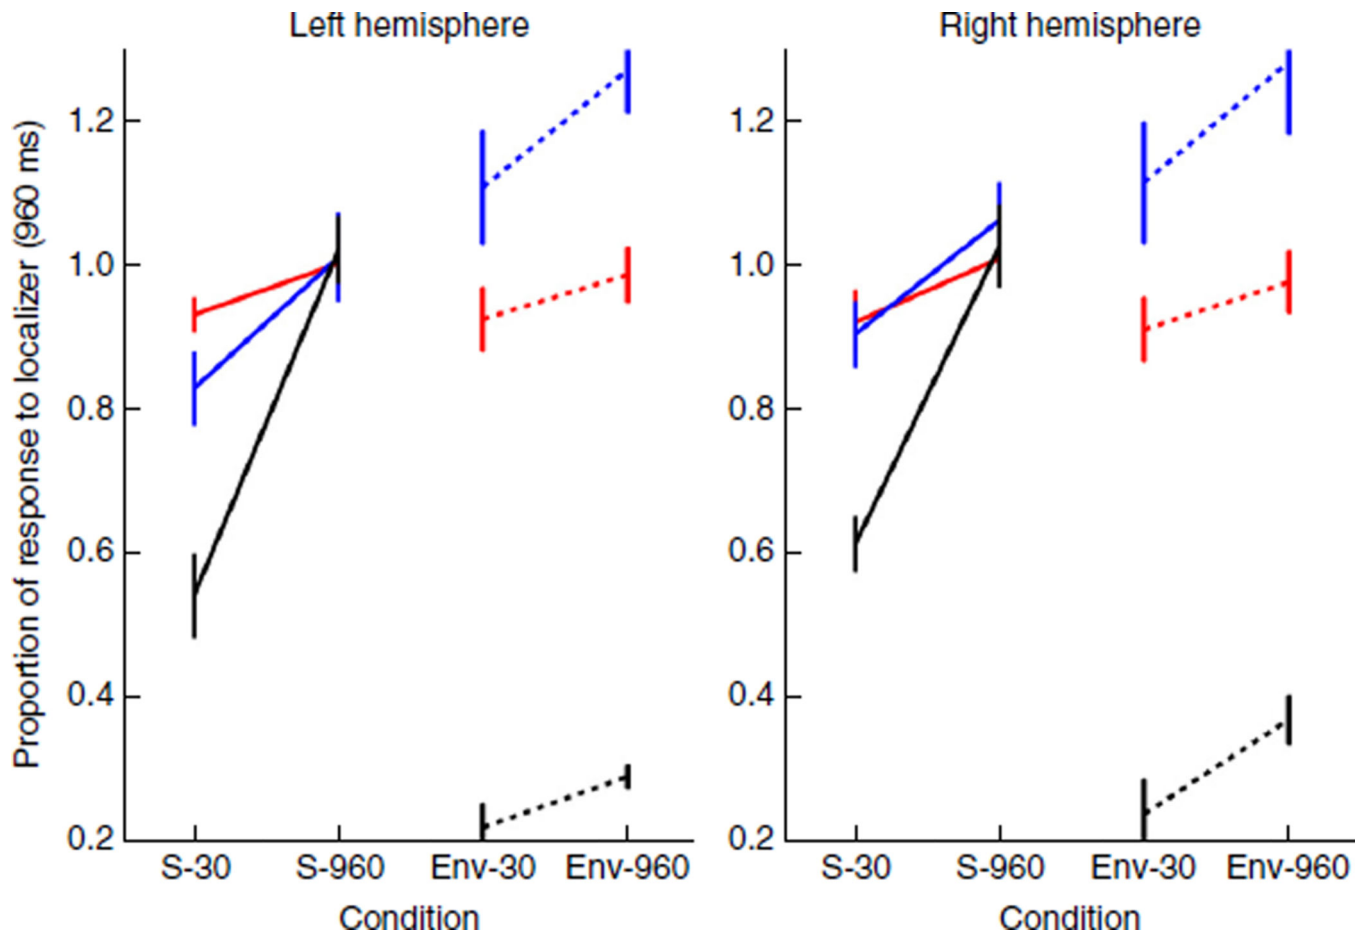 Left hemisphere
Right hemisphere
Proportion of response to localizer (960 ms)
1.2
1.0
0.8
0.6
0.4
0.2
S-30 S-960 Env-30 Env-960
Condition
1.2
1.0
0.8
0.6
0.4
0.2
S-30 S-960 Env-30 Env-960
Condition